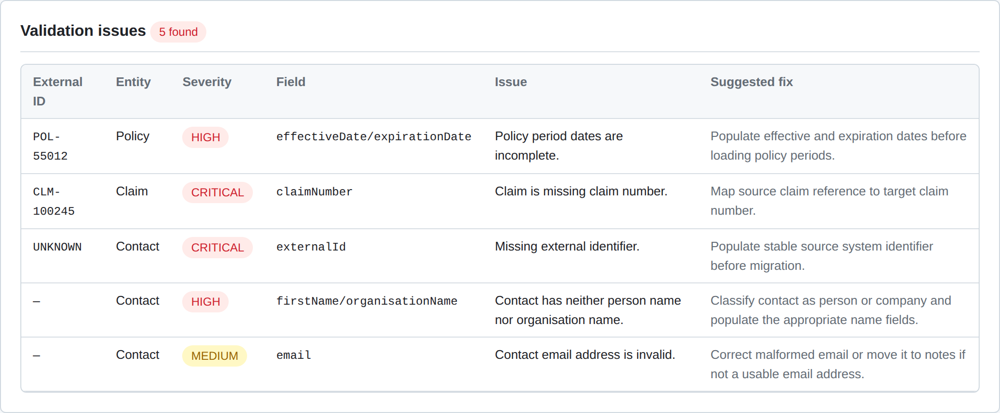 Validation issues 5 found
External ID Entity Severity Field Issue Suggested fix
POL-55012 Policy HIGH effectiveDate/expirationDate Policy period dates are incomplete. Populate effective and expiration dates before loading policy periods.
CLM-100245 Claim CRITICAL claimNumber Claim is missing claim number. Map source claim reference to target claim number.
UNKNOWN Contact CRITICAL externalId Missing external identifier. Populate stable source system identifier before migration.
– Contact HIGH firstName/organisationName Contact has neither person name nor organisation name. Classify contact as person or company and populate the appropriate name fields.
– Contact MEDIUM email Contact email address is invalid. Correct malformed email or move it to notes if not a usable email address.